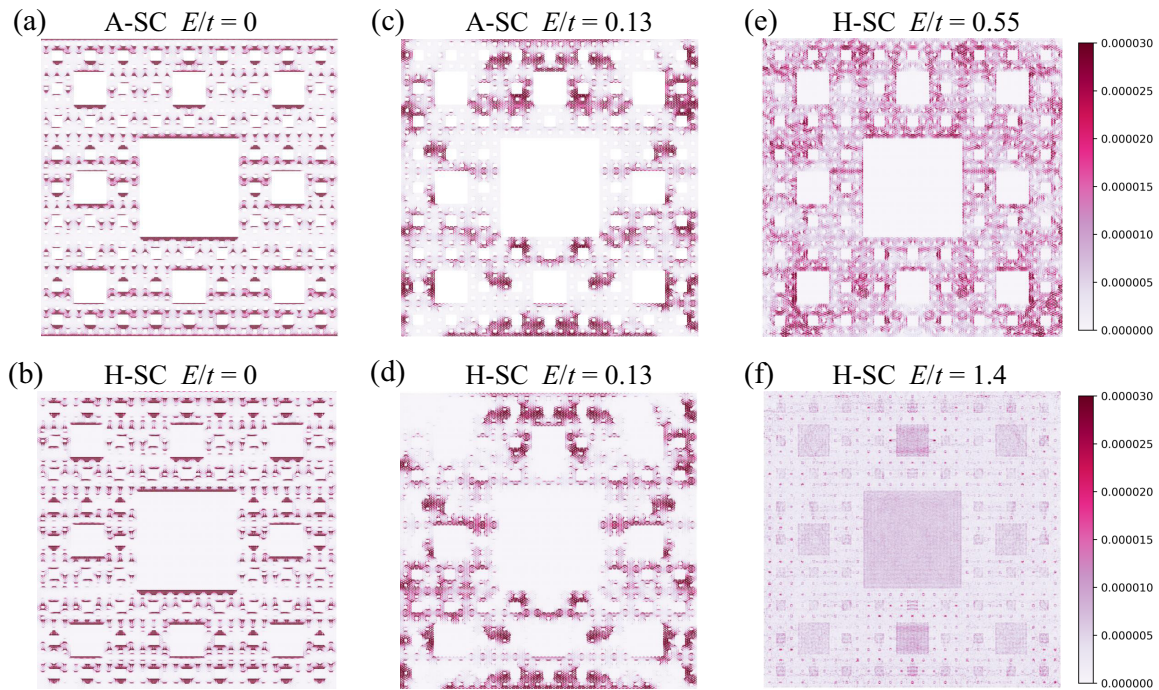 (a) A-SC E/t = 0
(c) A-SC E/t = 0.13
(e) H-SC E/t = 0.55
0.000030
0.000025
0.000020
0.000015
0.000010
0.000005
0.000000
(b) H-SC E/t = 0
(d) H-SC E/t = 0.13
(f) H-SC E/t = 1.4
0.000030
0.000025
0.000020
0.000015
0.000010
0.000005
0.000000